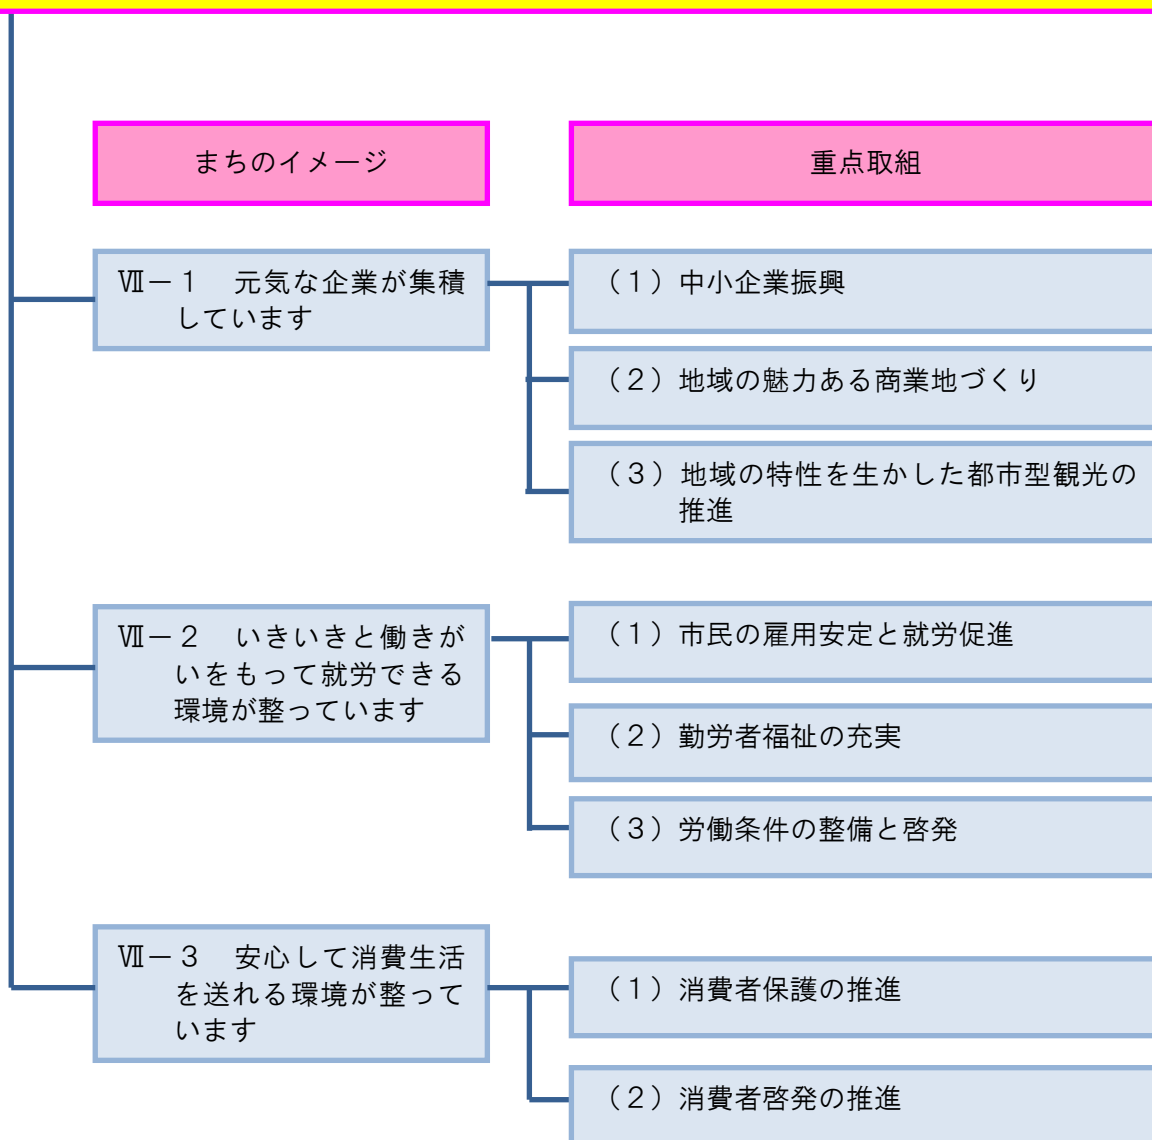 まちのイメージ
重点取組
Ⅶ－１　元気な企業が集積
しています
（１）中小企業振興
（２）地域の魅力ある商業地づくり
（３）地域の特性を生かした都市型観光の
推進
Ⅶ－２　いきいきと働きが
いをもって就労できる
環境が整っています
（１）市民の雇用安定と就労促進
（２）勤労者福祉の充実
（３）労働条件の整備と啓発
Ⅶ－３　安心して消費生活
を送れる環境が整って
います
（１）消費者保護の推進
（２）消費者啓発の推進